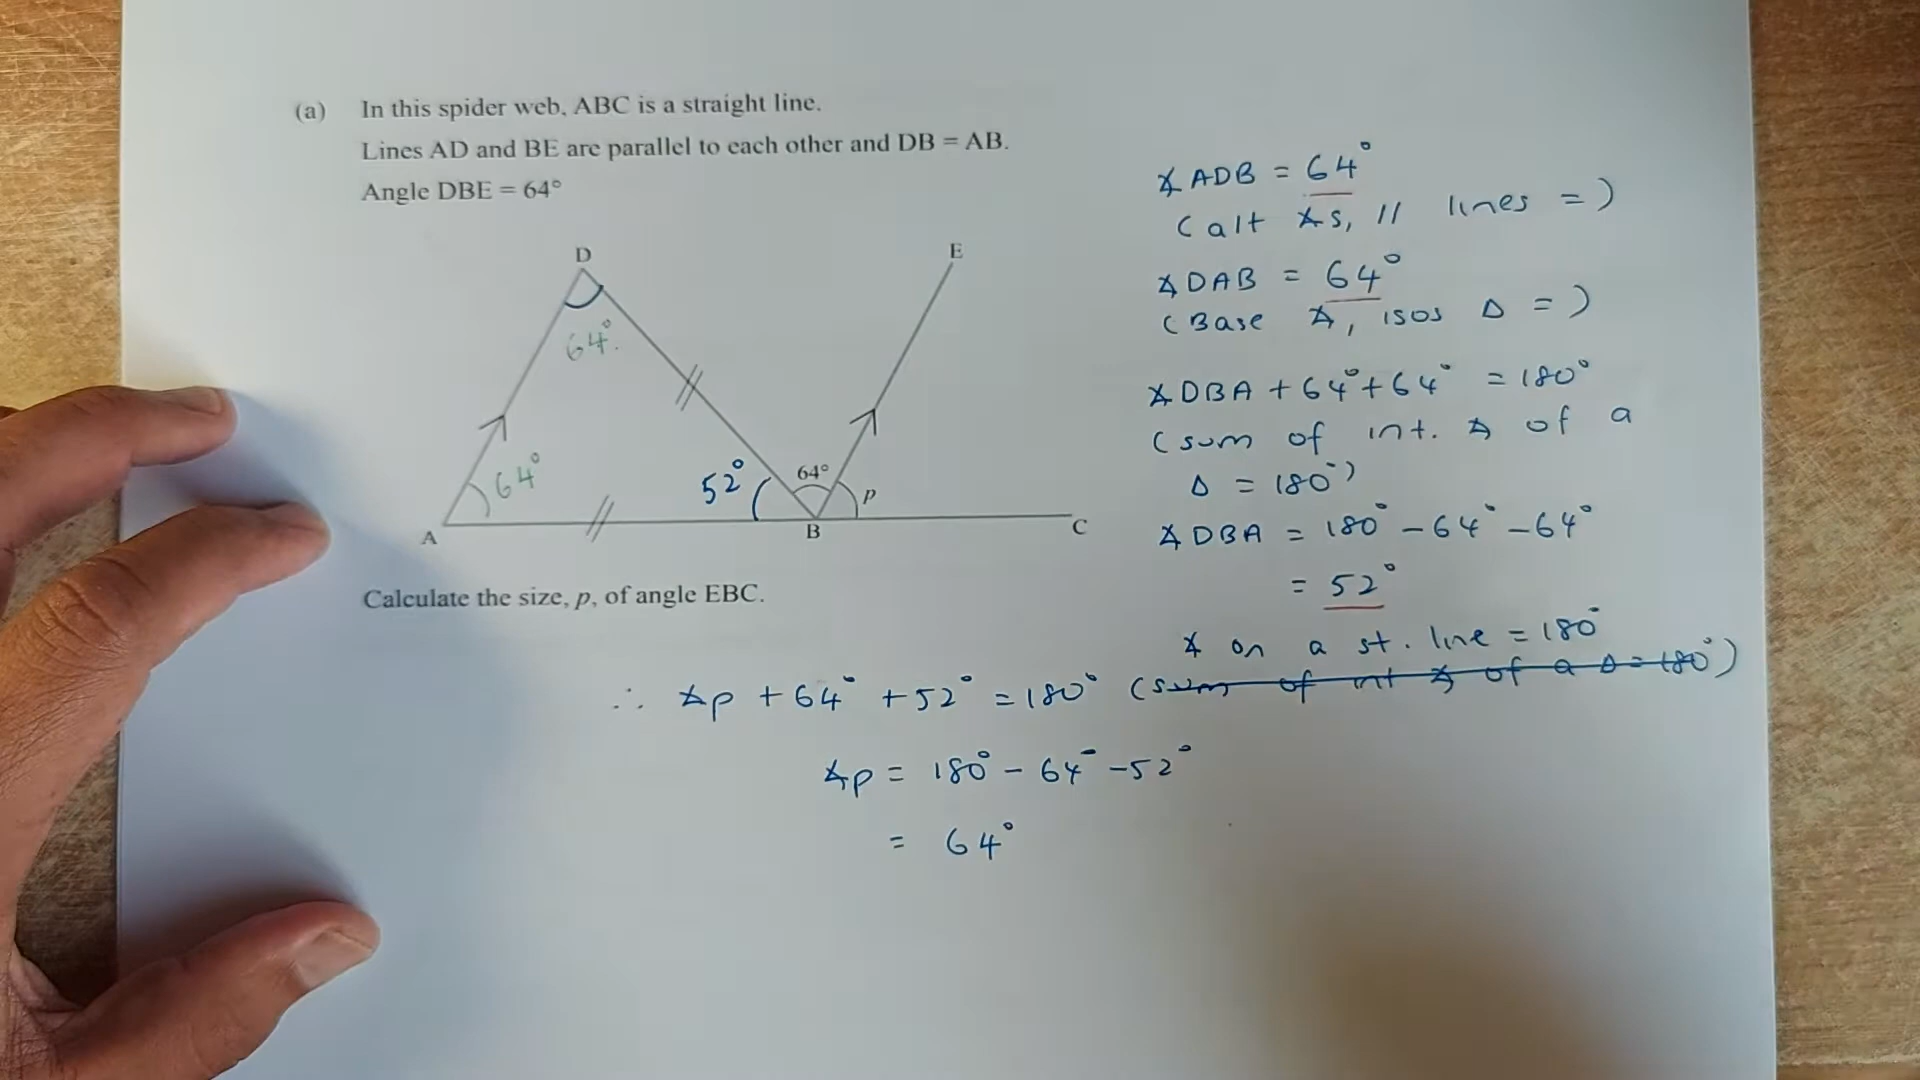 (a) In this spider web, ABC is a straight line.
Lines AD and BE are parallel to each other and DB = AB.
Angle DBE = 64°
D
E
64°.
64°
52°
64°
p
A
B
C
Calculate the size, p, of angle EBC.
∡ADB = 64°
(alt ∡s, // lines =)
∡DAB = 64°
(Base ∡, isos Δ =)
∡DBA + 64° + 64° = 180°
(sum of int. ∡ of a
Δ = 180°)
∡DBA = 180° - 64° - 64°
= 52°
∡ on a st. line = 180°
∴ ∡p + 64° + 52° = 180° (sum of int ∡ of a Δ = 180°)
∡p = 180° - 64° - 52°
= 64°